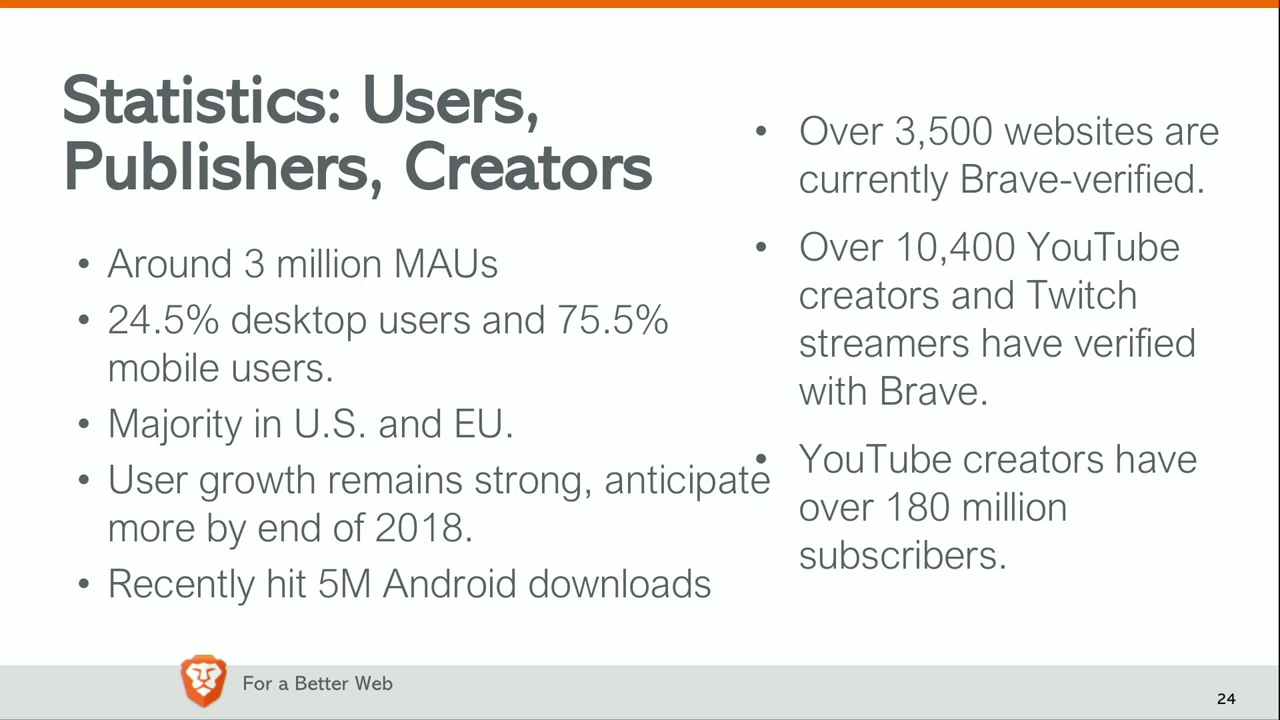 Statistics: Users,
Publishers, Creators
• Around 3 million MAUs
• 24.5% desktop users and 75.5%
mobile users.
• Majority in U.S. and EU.
• User growth remains strong, anticipate
more by end of 2018.
• Recently hit 5M Android downloads
• Over 3,500 websites are
currently Brave-verified.
• Over 10,400 YouTube
creators and Twitch
streamers have verified
with Brave.
• YouTube creators have
over 180 million
subscribers.
For a Better Web
24